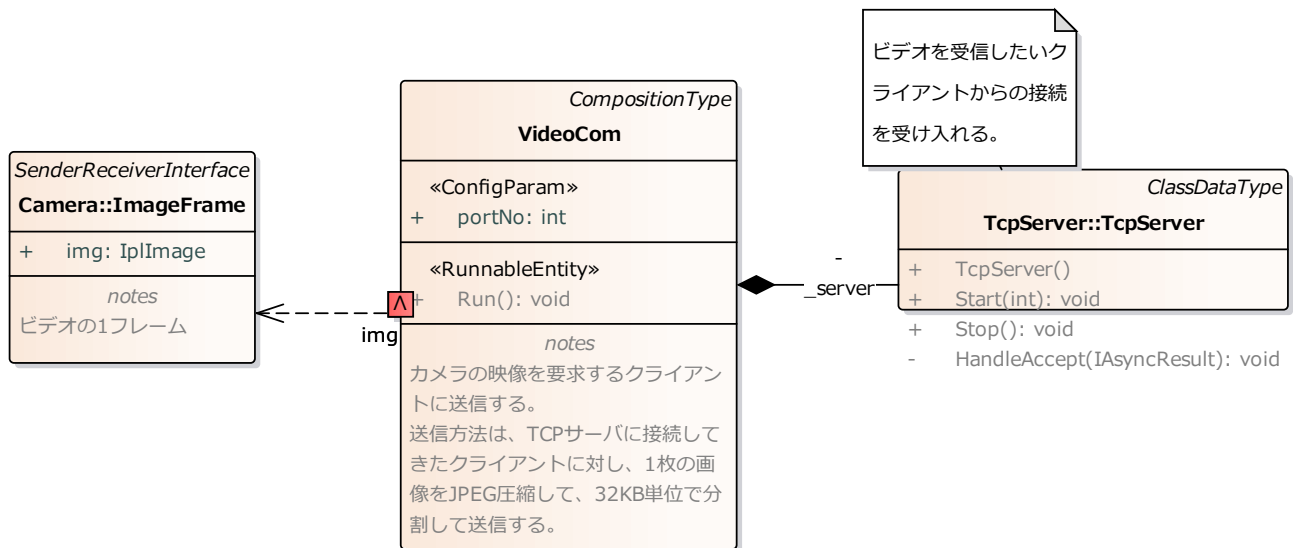 SenderReceiverInterface
Camera::ImageFrame
+ img: IplImage
notes
ビデオの1フレーム
CompositionType
VideoCom
«ConfigParam»
+ portNo: int
«RunnableEntity»
+ Run(): void
notes
カメラの映像を要求するクライアン
トに送信する。
送信方法は、TCPサーバに接続して
きたクライアントに対し、1枚の画
像をJPEG圧縮して、32KB単位で分
割して送信する。
img
-
_server
ビデオを受信したいク
ライアントからの接続
を受け入れる。
ClassDataType
TcpServer::TcpServer
+ TcpServer()
+ Start(int): void
+ Stop(): void
- HandleAccept(IAsyncResult): void